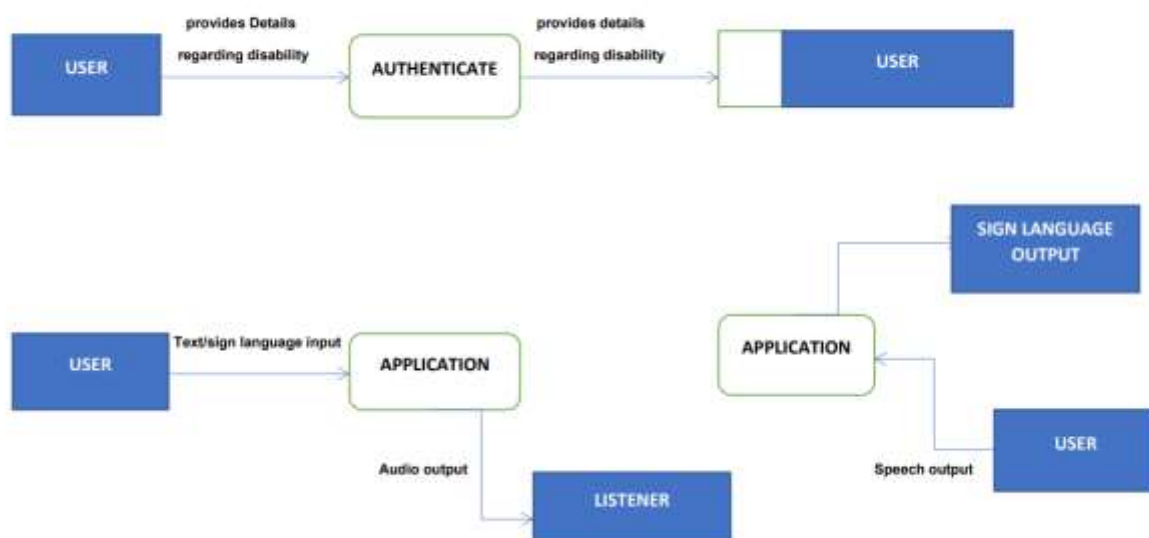 provides Details
regarding disability
provides details
regarding disability
USER
AUTHENTICATE
USER
SIGN LANGUAGE
OUTPUT
USER
Text/sign language input
APPLICATION
APPLICATION
Audio output
LISTENER
Speech output
USER